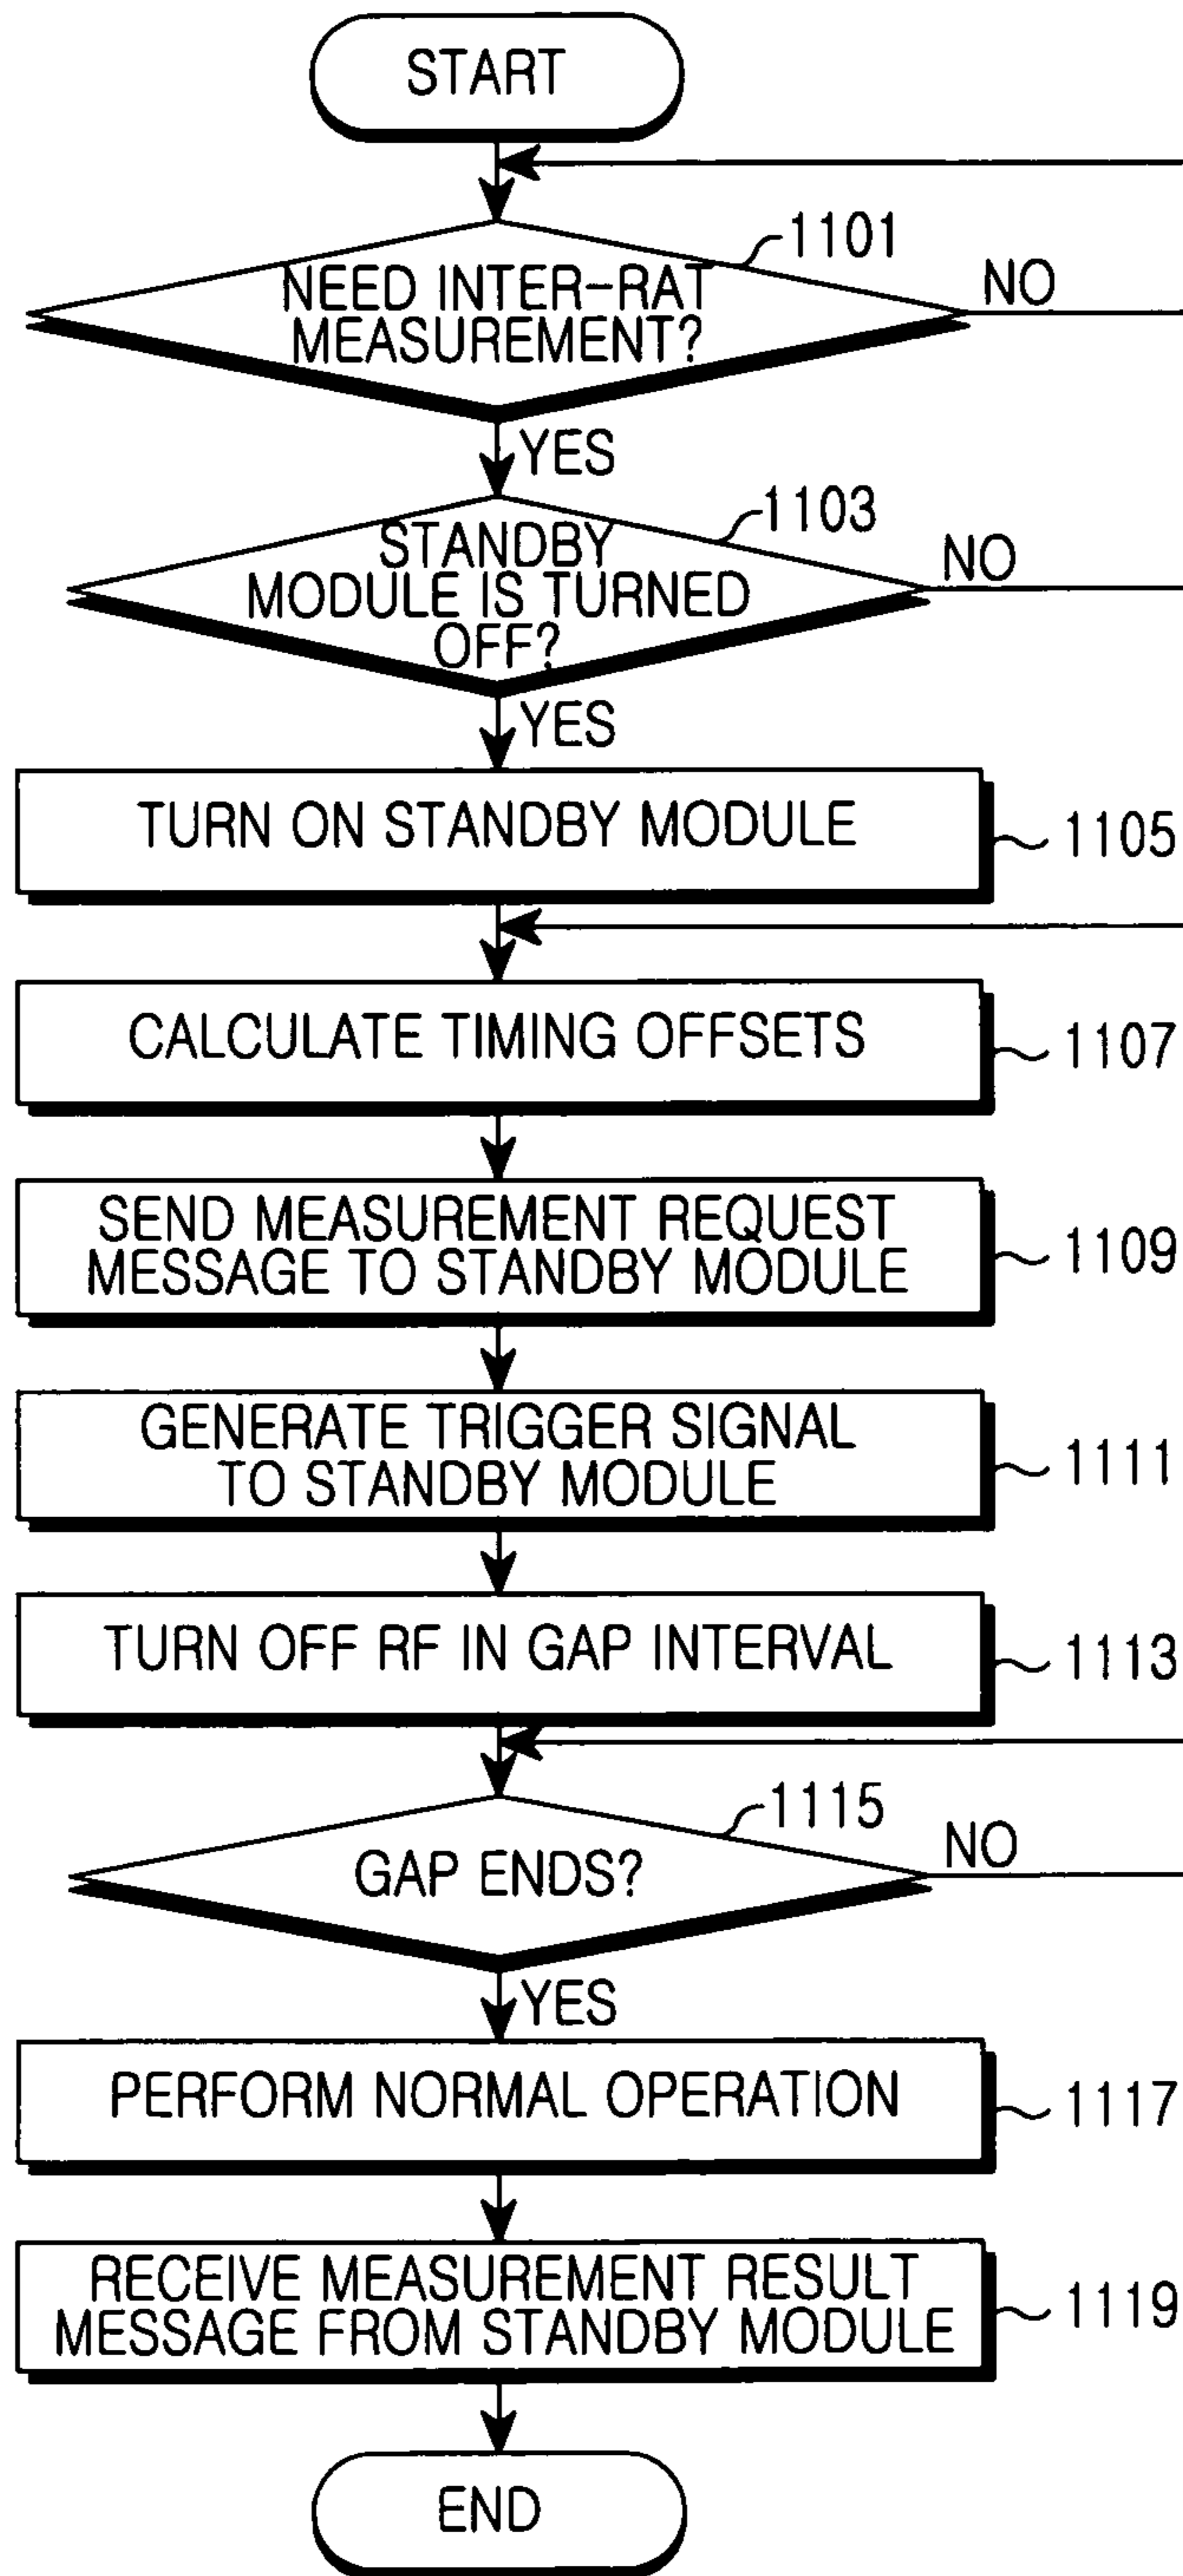 START
1101
NEED INTER-RAT
MEASUREMENT?
NO
YES
1103
STANDBY
MODULE IS TURNED
OFF?
NO
YES
TURN ON STANDBY MODULE
1105
CALCULATE TIMING OFFSETS
1107
SEND MEASUREMENT REQUEST
MESSAGE TO STANDBY MODULE
1109
GENERATE TRIGGER SIGNAL
TO STANDBY MODULE
1111
TURN OFF RF IN GAP INTERVAL
1113
1115
GAP ENDS?
NO
YES
PERFORM NORMAL OPERATION
1117
RECEIVE MEASUREMENT RESULT
MESSAGE FROM STANDBY MODULE
1119
END